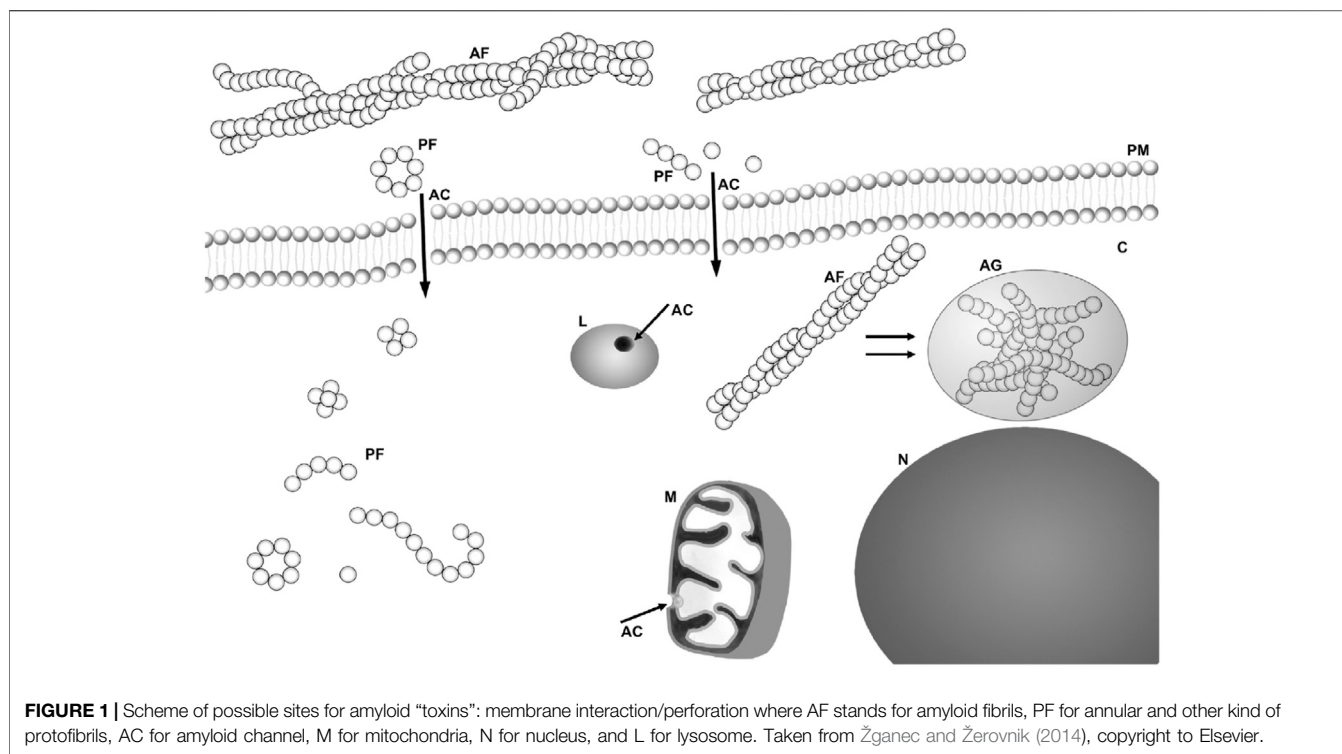 AF
PF
PF
AC
AC
PM
C
AF
AG
L
AC
PF
M
N
AC
FIGURE 1 | Scheme of possible sites for amyloid “toxins”: membrane interaction/perforation where AF stands for amyloid fibrils, PF for annular and other kind of
protofibrils, AC for amyloid channel, M for mitochondria, N for nucleus, and L for lysosome. Taken from Žganec and Žerovnik (2014), copyright to Elsevier.